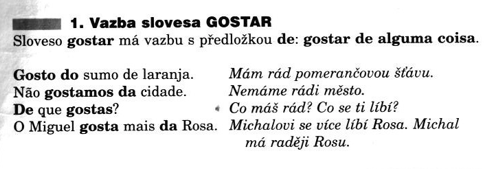 1. Vazba slovesa GOSTAR
Sloveso gostar má vazbu s předložkou de: gostar de alguma coisa.
Gosto do sumo de laranja. Mám rád pomerančovou šťávu.
Não gostamos da cidade. Nemáme rádi město.
De que gostas? Co máš rád? Co se ti líbí?
O Miguel gosta mais da Rosa. Michalovi se více líbí Rosa. Michal
má raději Rosu.